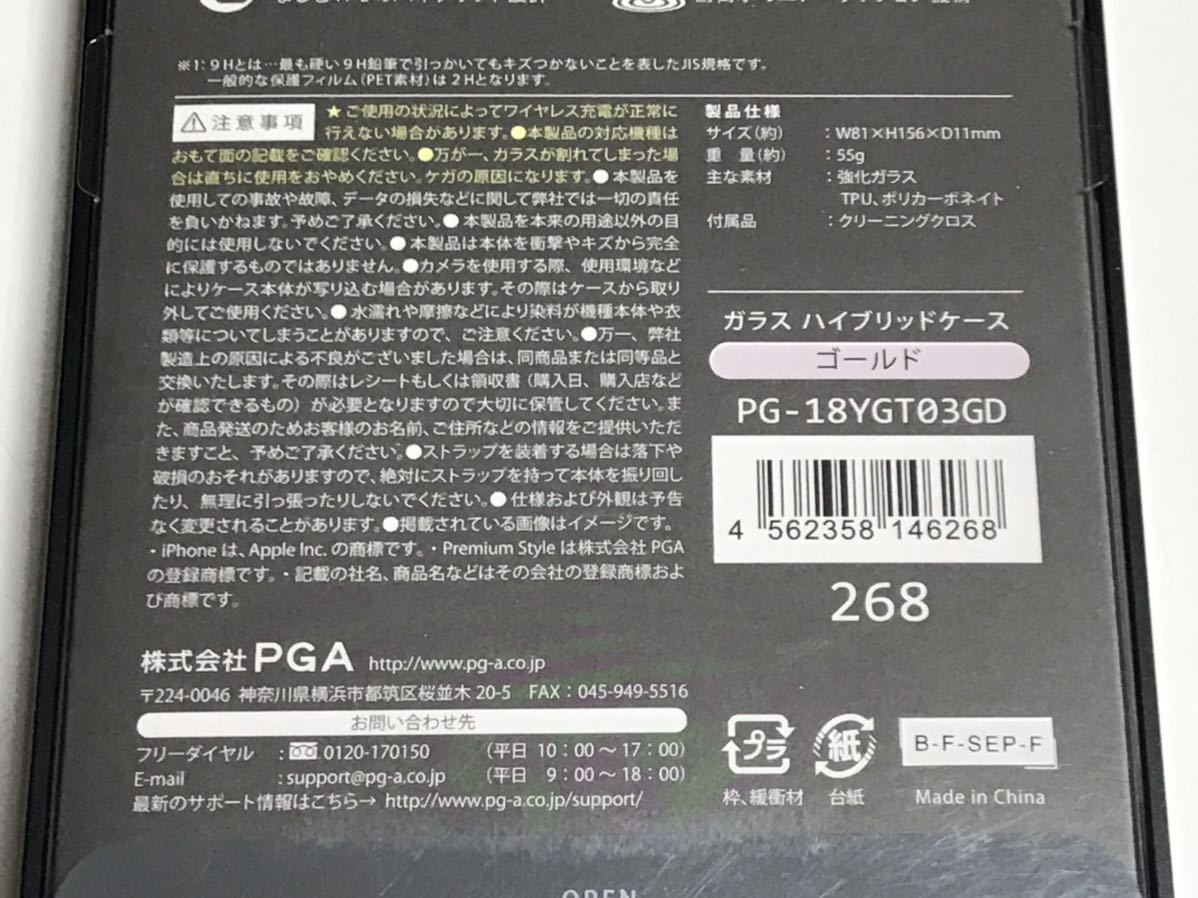 ※1：9Hとは…最も硬い9H鉛筆で引っかいてもキズつかないことを表したJIS規格です。
一般的な保護フィルム（PET素材）は2Hとなります。
注意事項
★ご使用の状況によってワイヤレス充電が正常に
行えない場合があります。●本製品の対応機種は
おもて面の記載をご確認ください。●万が一、ガラスが割れてしまった場
合は直ちに使用をおやめください。ケガの原因になります。●本製品を
使用しての事故や故障、データの損失などに関して弊社では一切の責任
を負いかねます。予めご了承ください。●本製品を本来の用途以外の目
的には使用しないでください。●本製品は本体を衝撃やキズから完全
に保護するものではありません。●カメラを使用する際、使用環境など
によりケース本体が写り込む場合があります。その際はケースから取り
外してご使用ください。●水濡れや摩擦などにより染料が機種本体や衣
類等についてしまうことがありますので、ご注意ください。●万一、弊社
製造上の原因による不良がございました場合は、同商品または同等品と
交換いたします。その際はレシートもしくは領収書（購入日、購入店など
が確認できるもの）が必要となりますので大切に保管してください。ま
た、商品発送のためお客様のお名前、ご住所などの情報をご提供いただ
きますこと、予めご了承ください。●ストラップを装着する場合は落下や
破損のおそれがありますので、絶対にストラップを持って本体を振り回し
たり、無理に引っ張ったりしないでください。●仕様および外観は予告
なく変更されることがあります。●掲載されている画像はイメージです。
・iPhoneは、Apple Inc.の商標です。・Premium Styleは株式会社PGA
の登録商標です。・記載の社名、商品名などはその会社の登録商標およ
び商標です。
製品仕様
サイズ（約）：W81×H156×D11mm
重 量（約）：55g
主な素材：強化ガラス
TPU、ポリカーボネイト
付属品：クリーニングクロス
ガラス ハイブリッドケース
ゴールド
PG-18YGT03GD
4 562358 146268
268
株式会社PGA http://www.pg-a.co.jp
〒224-0046 神奈川県横浜市都筑区桜並木20-5 FAX：045-949-5516
お問い合わせ先
フリーダイヤル：0120-170150（平日 10：00～17：00）
E-mail：support@pg-a.co.jp（平日 9：00～18：00）
最新のサポート情報はこちら→ http://www.pg-a.co.jp/support/
プラ
紙
枠、緩衝材
台紙
B-F-SEP-F
Made in China
OPEN